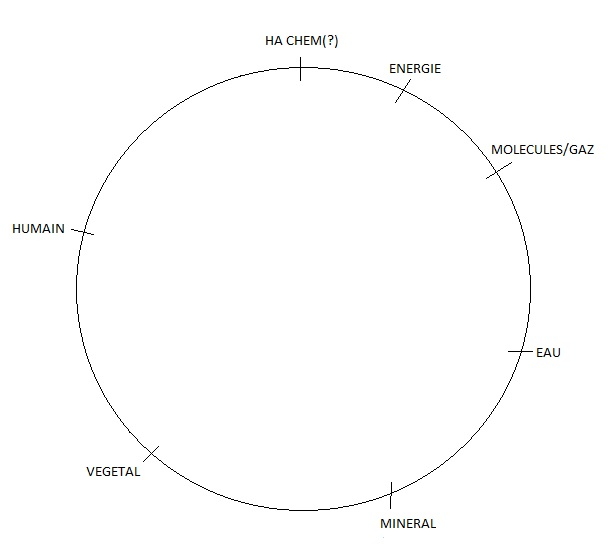 HA CHEM(?)
ENERGIE
MOLECULES/GAZ
EAU
MINERAL
VEGETAL
HUMAIN